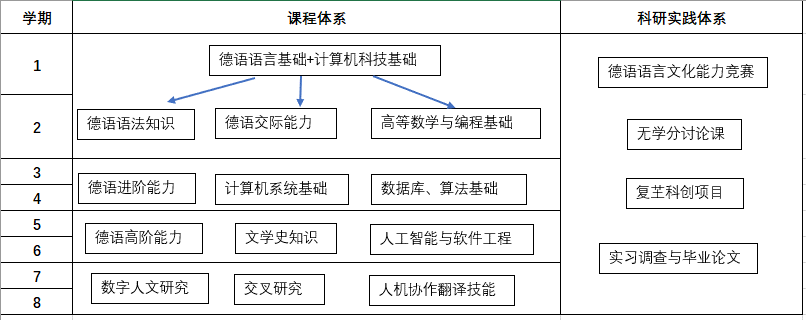 学期
课程体系
科研实践体系
1
德语语言基础+计算机科技基础
德语语言文化能力竞赛
2
德语语法知识
德语交际能力
高等数学与编程基础
无学分讨论课
3
4
德语进阶能力
计算机系统基础
数据库、算法基础
复芏科创项目
5
6
德语高阶能力
文学史知识
人工智能与软件工程
实习调查与毕业论文
7
8
数字人文研究
交叉研究
人机协作翻译技能